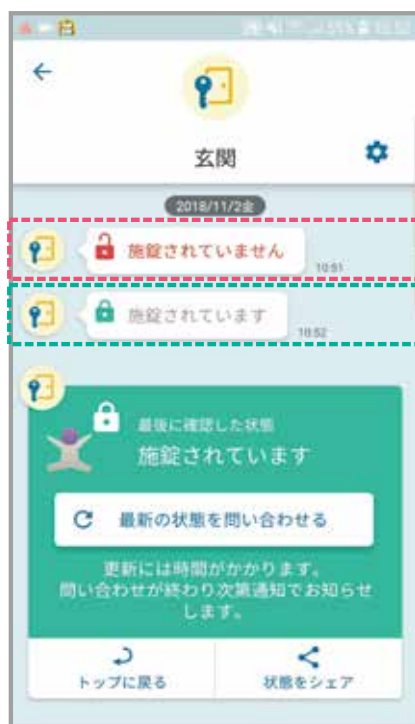 玄関
2018/11/2金
施錠されていません
10:51
施錠されています
10:52
最後に確認した状態
施錠されています
最新の状態を問い合わせる
更新には時間がかかります。
問い合わせが終わり次第通知でお知らせ
します。
トップに戻る
状態をシェア